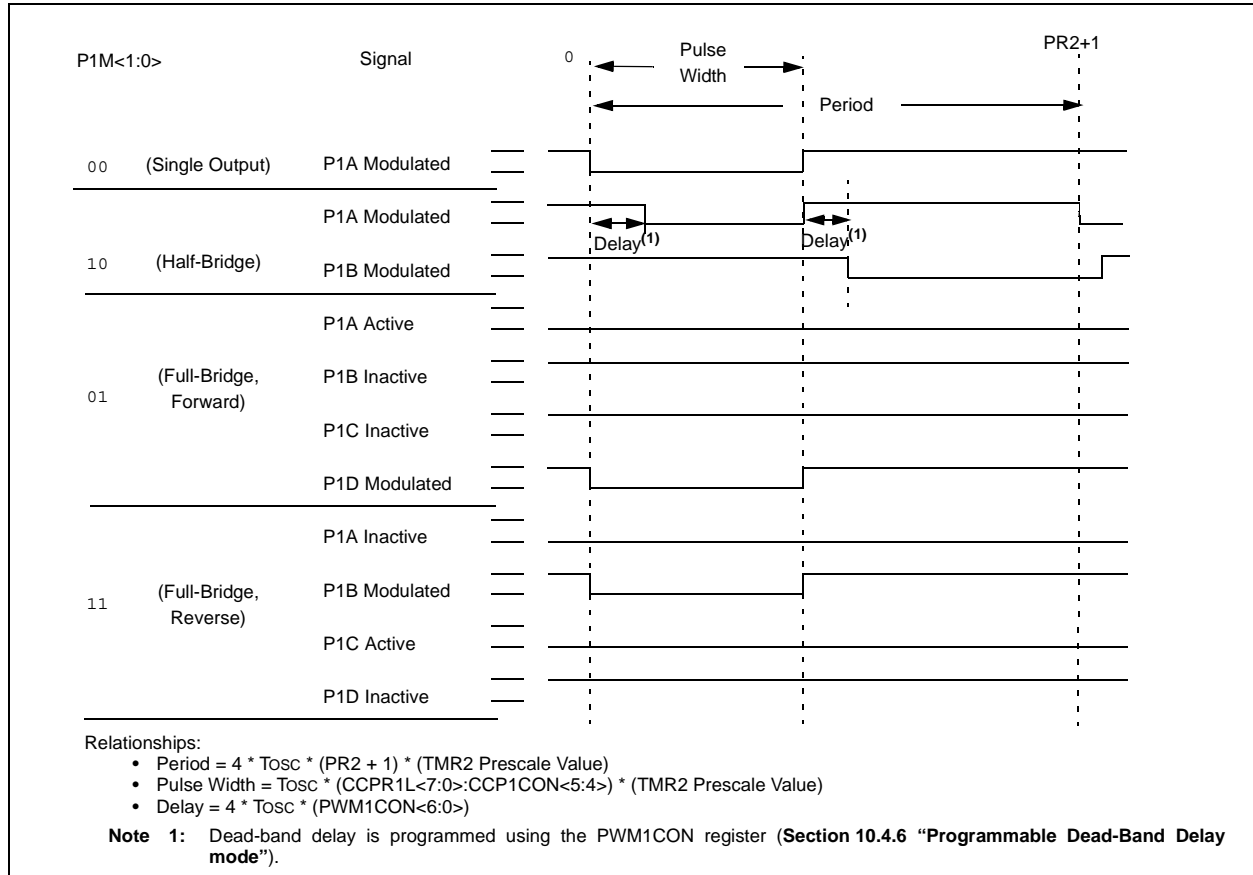 P1M<1:0> Signal 0 Pulse Width PR2+1
Period
00 (Single Output) P1A Modulated
P1A Modulated
Delay(1) Delay(1)
10 (Half-Bridge) P1B Modulated
P1A Active
01 (Full-Bridge, Forward) P1B Inactive
P1C Inactive
P1D Modulated
P1A Inactive
11 (Full-Bridge, Reverse) P1B Modulated
P1C Active
P1D Inactive
Relationships:
• Period = 4 * TOSC * (PR2 + 1) * (TMR2 Prescale Value)
• Pulse Width = TOSC * (CCPR1L<7:0>:CCP1CON<5:4>) * (TMR2 Prescale Value)
• Delay = 4 * TOSC * (PWM1CON<6:0>)
Note 1: Dead-band delay is programmed using the PWM1CON register (Section 10.4.6 “Programmable Dead-Band Delay
mode”).